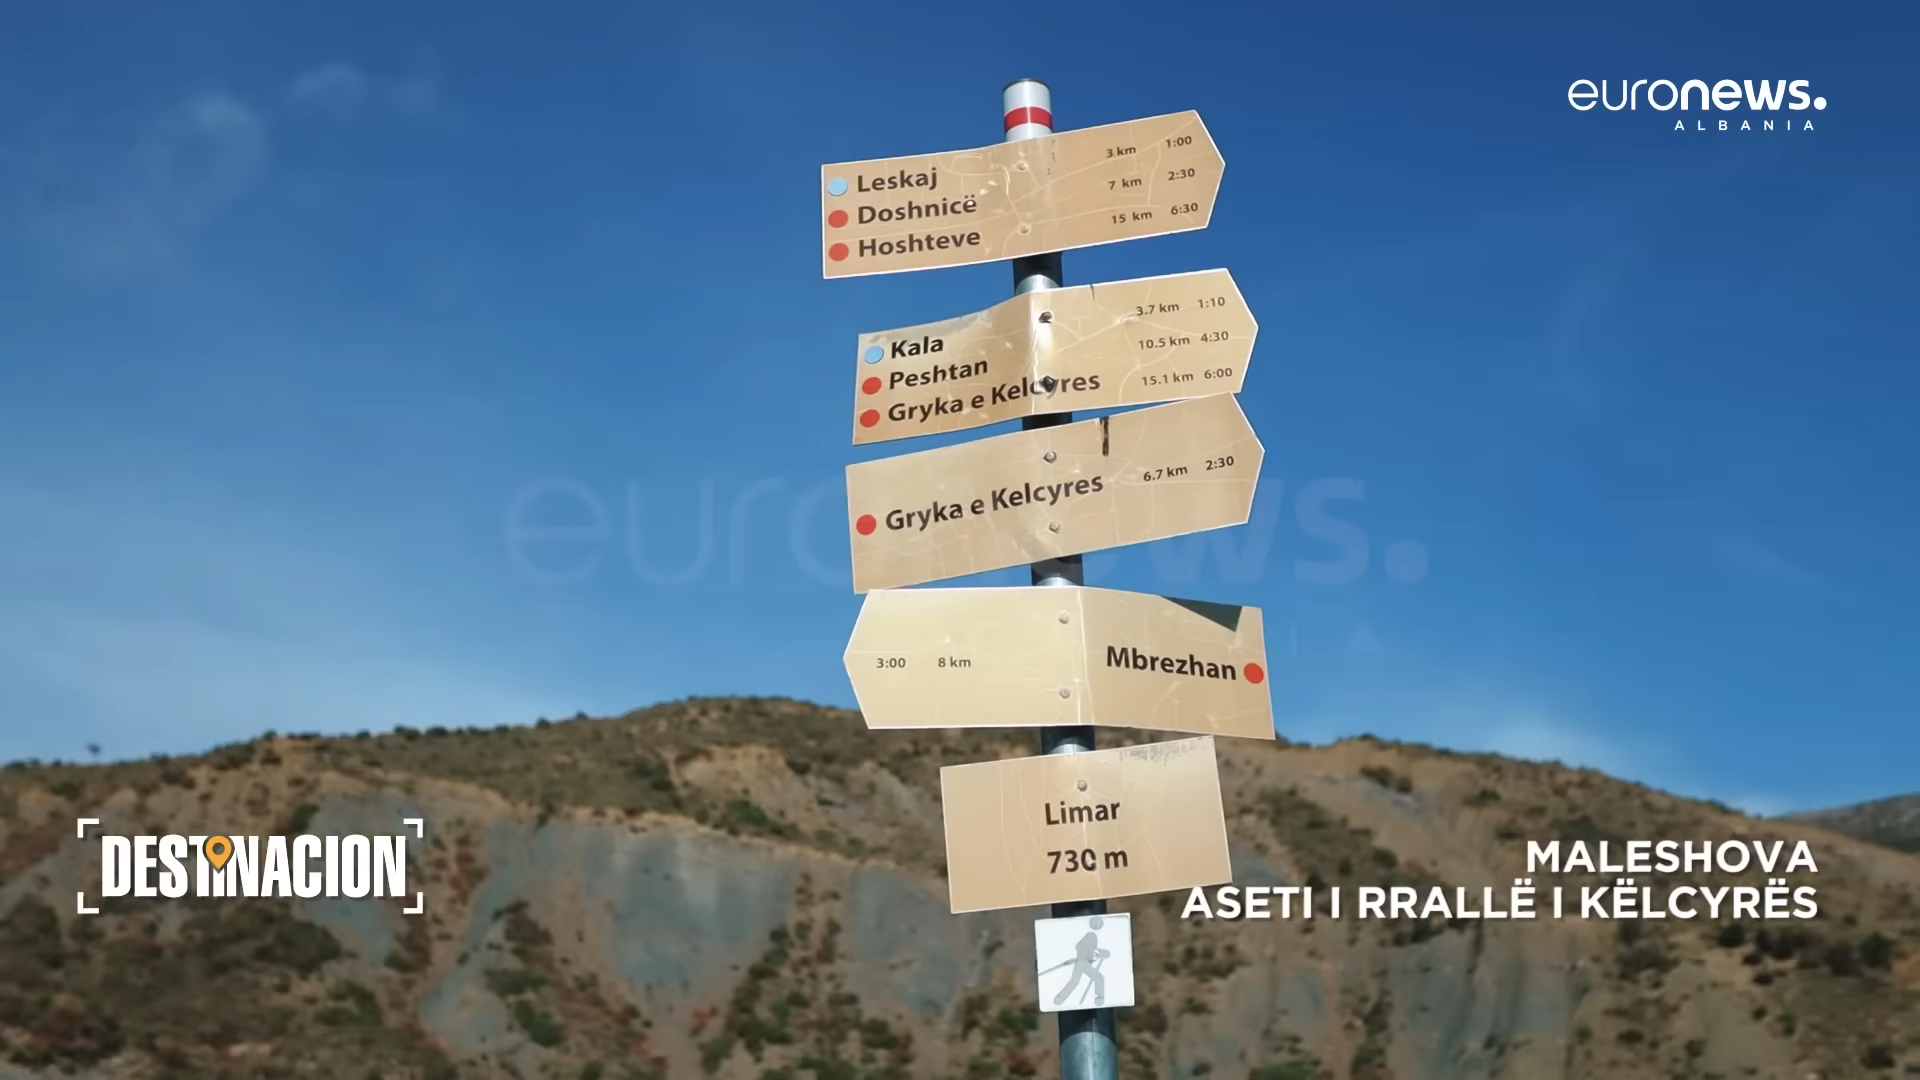 euronews.
ALBANIA
Leskaj 3 km 1:00
Doshnicë 7 km 2:30
Hoshteve 15 km 6:30
Kala 3.7 km 1:10
Peshtan 10.5 km 4:30
Gryka e Kelcyres 15.1 km 6:00
Gryka e Kelcyres 6.7 km 2:30
euronews.
3:00 8 km Mbrezhan
Limar
730 m
DESTINACION
MALESHOVA
ASETI I RRALLË I KËLCYRËS